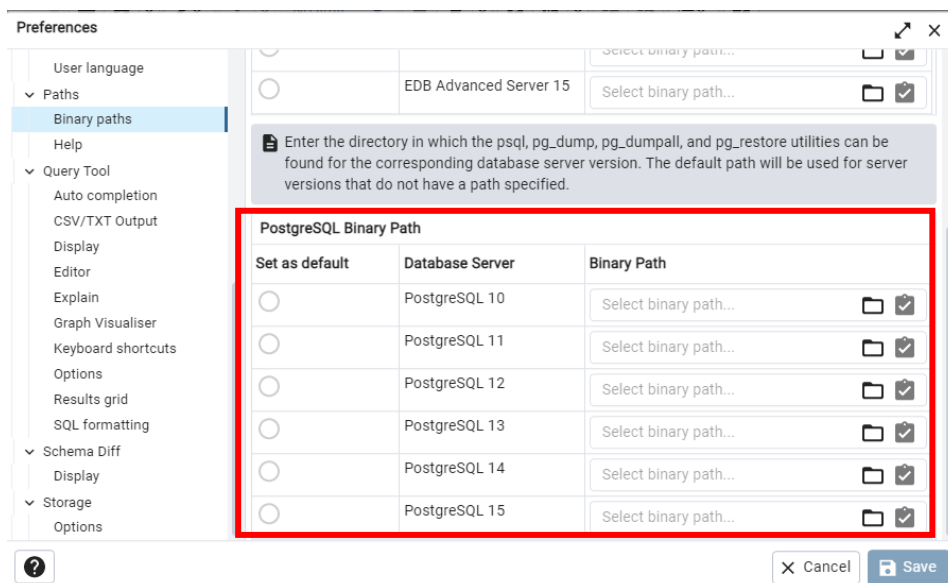 Preferences
User language
Paths
Binary paths
Help
Query Tool
Auto completion
CSV/TXT Output
Display
Editor
Explain
Graph Visualiser
Keyboard shortcuts
Options
Results grid
SQL formatting
Schema Diff
Display
Storage
Options
Select binary path...
EDB Advanced Server 15 Select binary path...
Enter the directory in which the psql, pg_dump, pg_dumpall, and pg_restore utilities can be
found for the corresponding database server version. The default path will be used for server
versions that do not have a path specified.
PostgreSQL Binary Path
Set as default Database Server Binary Path
PostgreSQL 10 Select binary path...
PostgreSQL 11 Select binary path...
PostgreSQL 12 Select binary path...
PostgreSQL 13 Select binary path...
PostgreSQL 14 Select binary path...
PostgreSQL 15 Select binary path...
Cancel Save